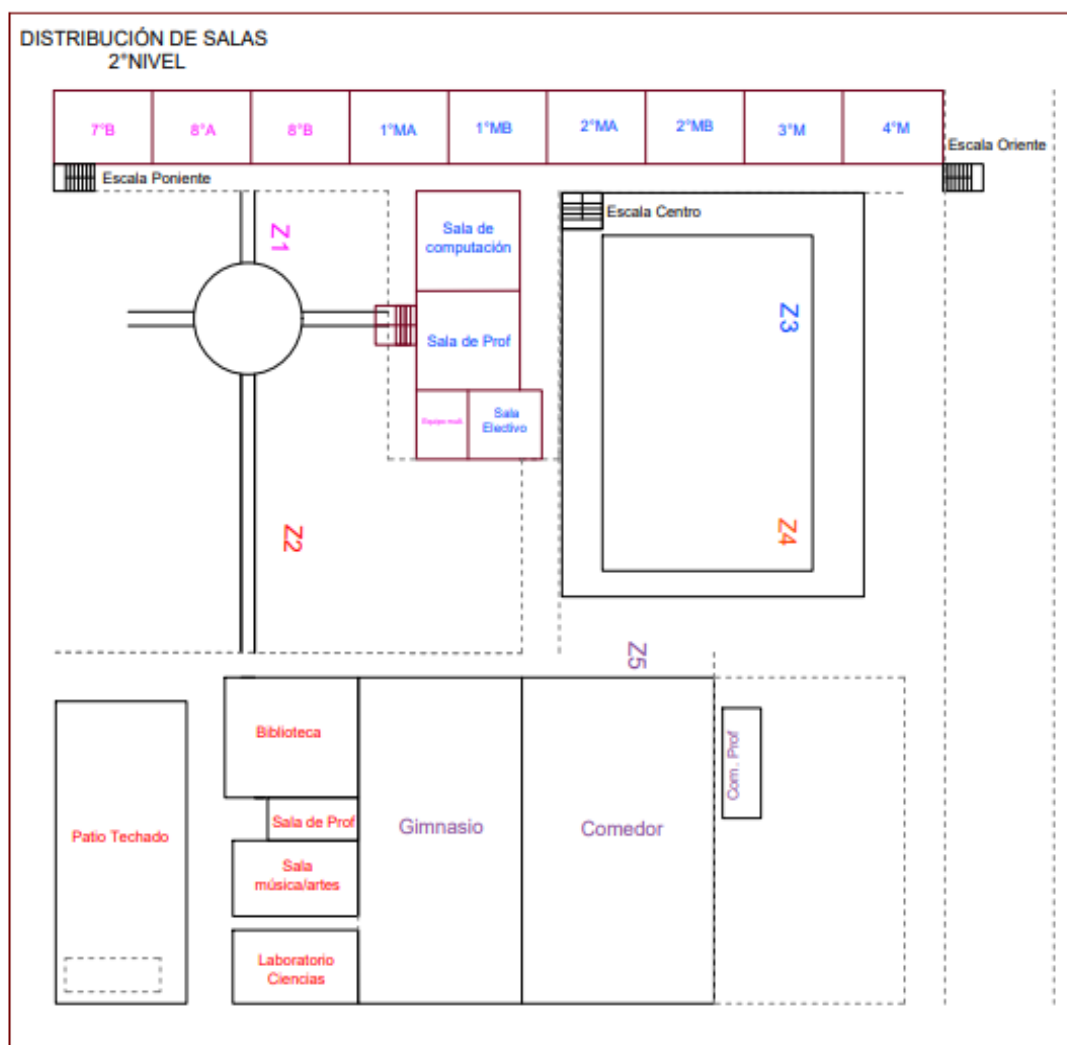 DISTRIBUCIÓN DE SALAS
2°NIVEL
7°B
8°A
8°B
1°MA
1°MB
2°MA
2°MB
3°M
4°M
Escala Oriente
Escala Poniente
Escala Centro
Sala de
computación
Z1
Z3
Sala de Prof
Equipo mult.
Sala
Electivo
Z2
Z4
Z5
Biblioteca
Com. Prof
Sala de Prof
Gimnasio
Comedor
Patio Techado
Sala
música/artes
Laboratorio
Ciencias